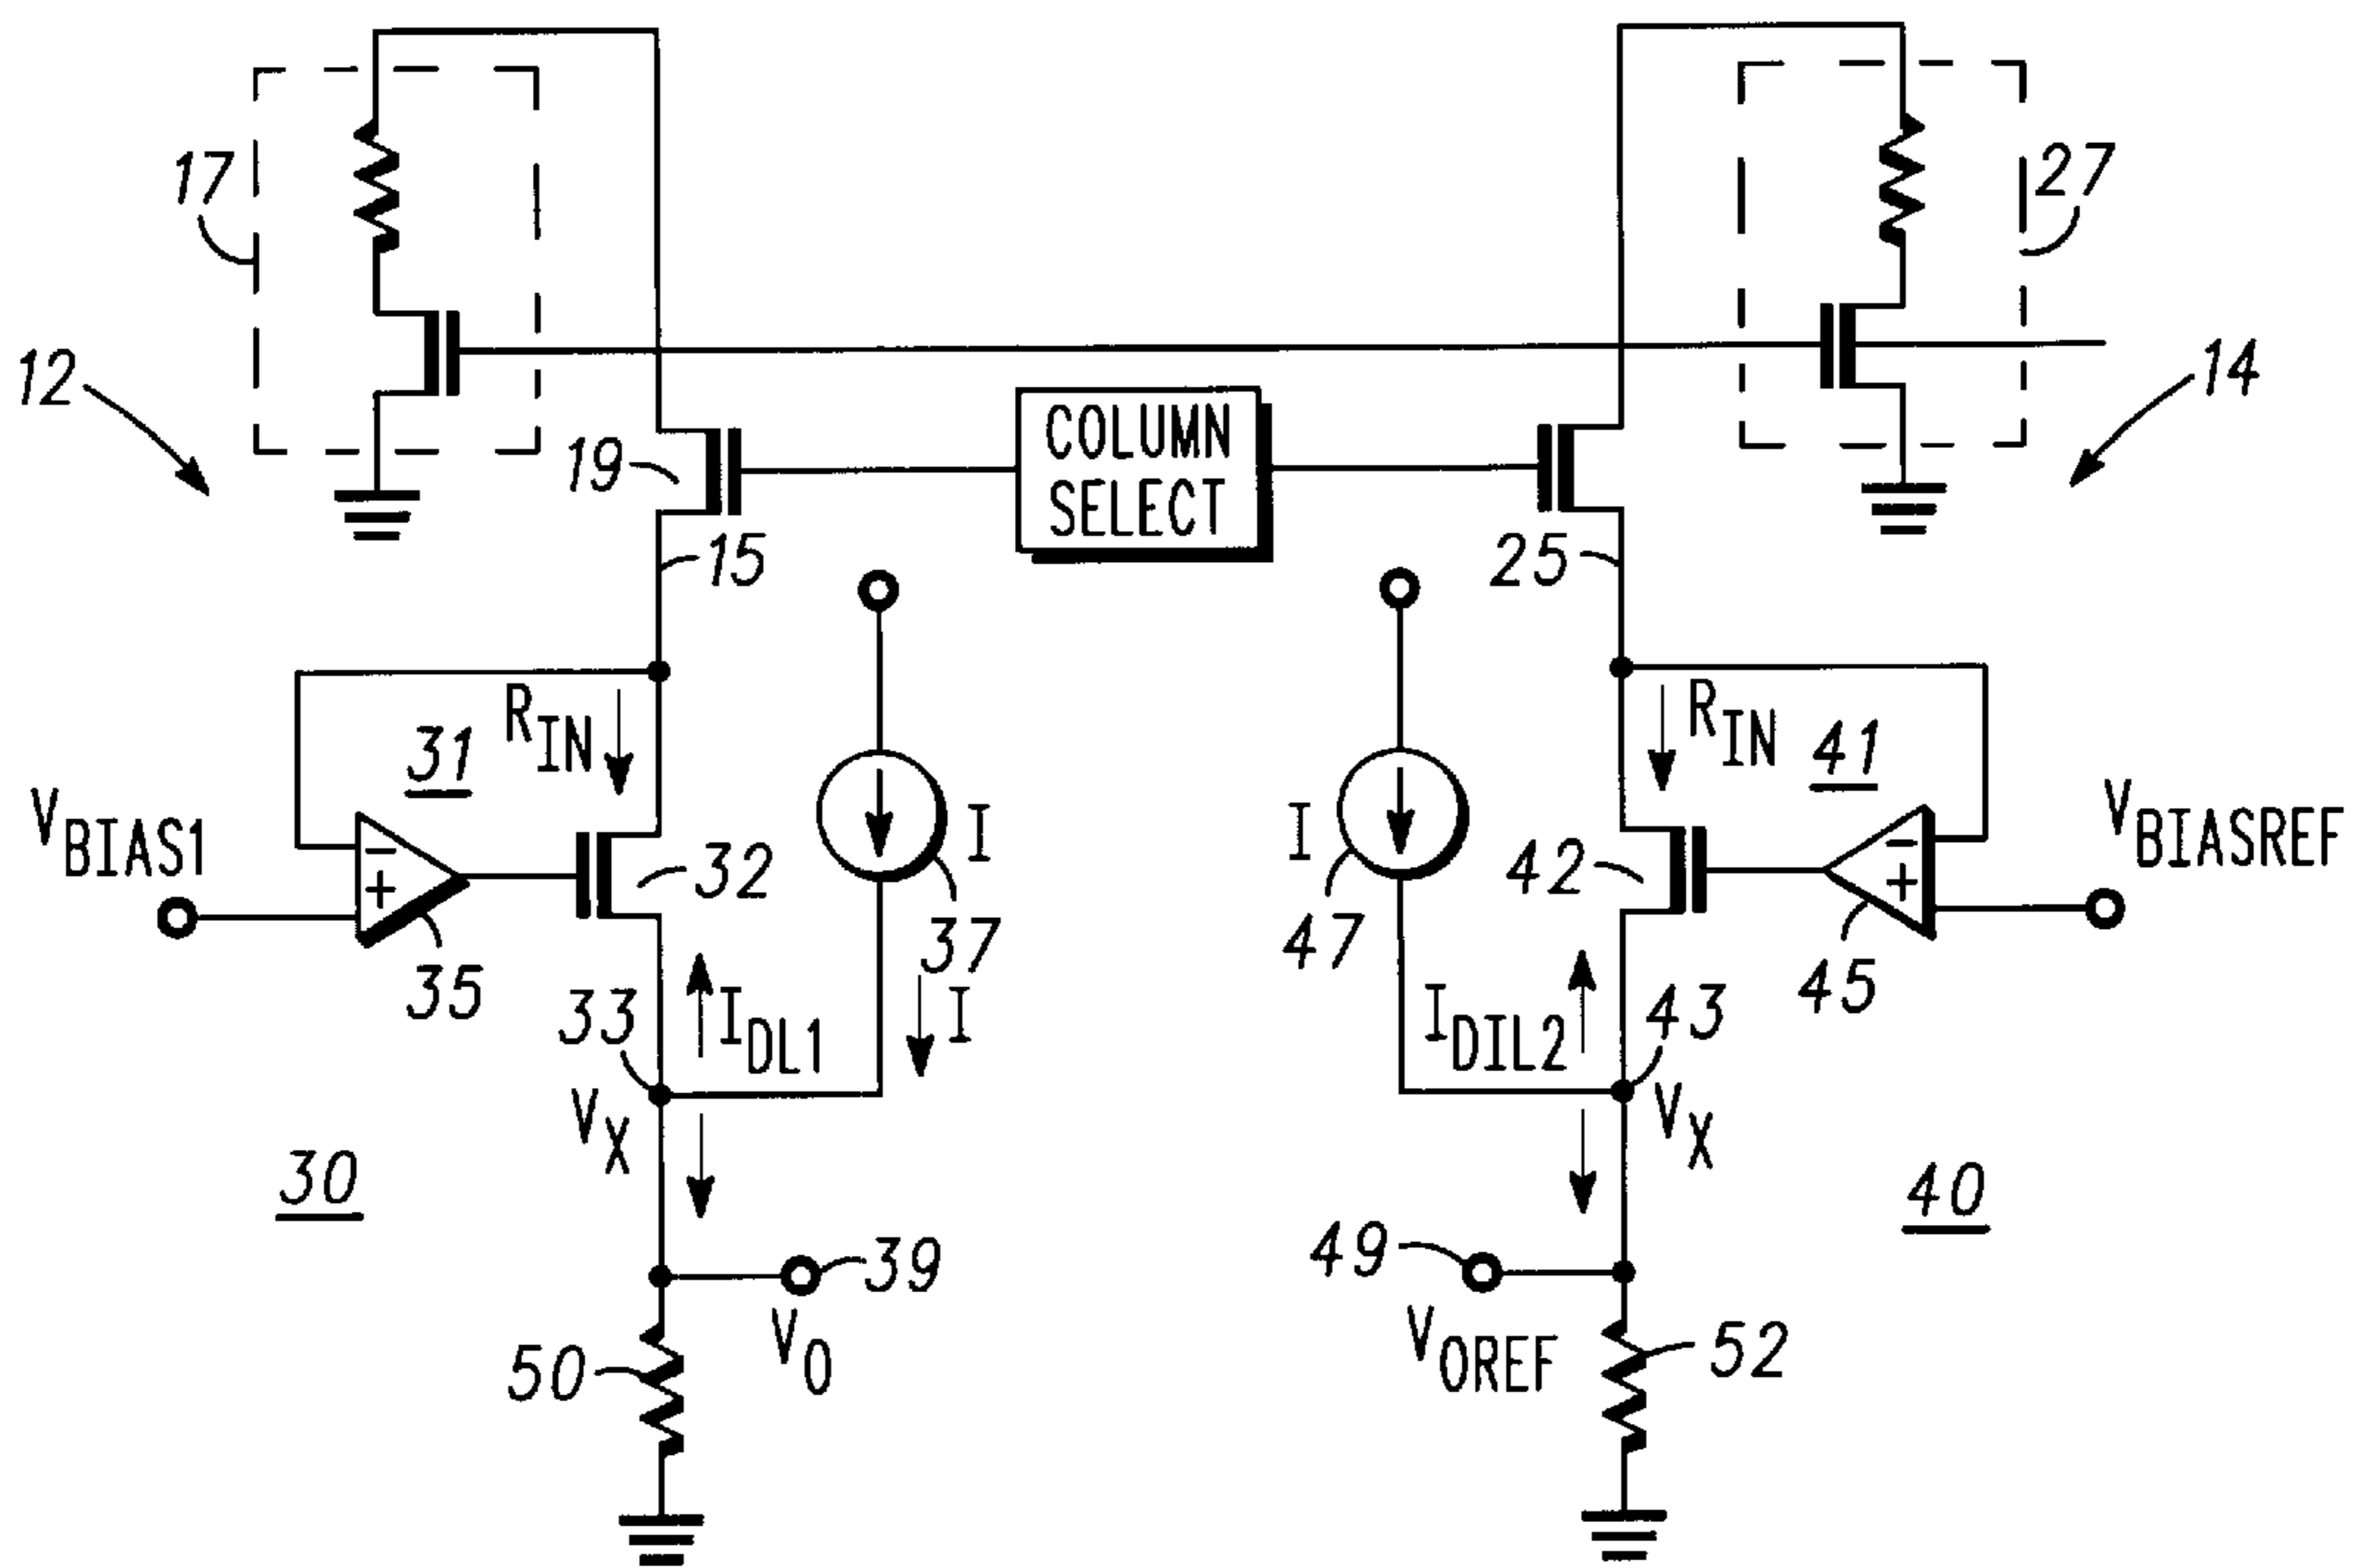 17
27
12
14
COLUMN
SELECT
19
15
25
RIN
RIN
31
41
VBIAS1
VBIASREF
- +
- +
32
I
I
42
37
47
35
45
33
IDL1
I
IDIL2
43
VX
VX
30
40
39
49
VO
VOREF
50
52